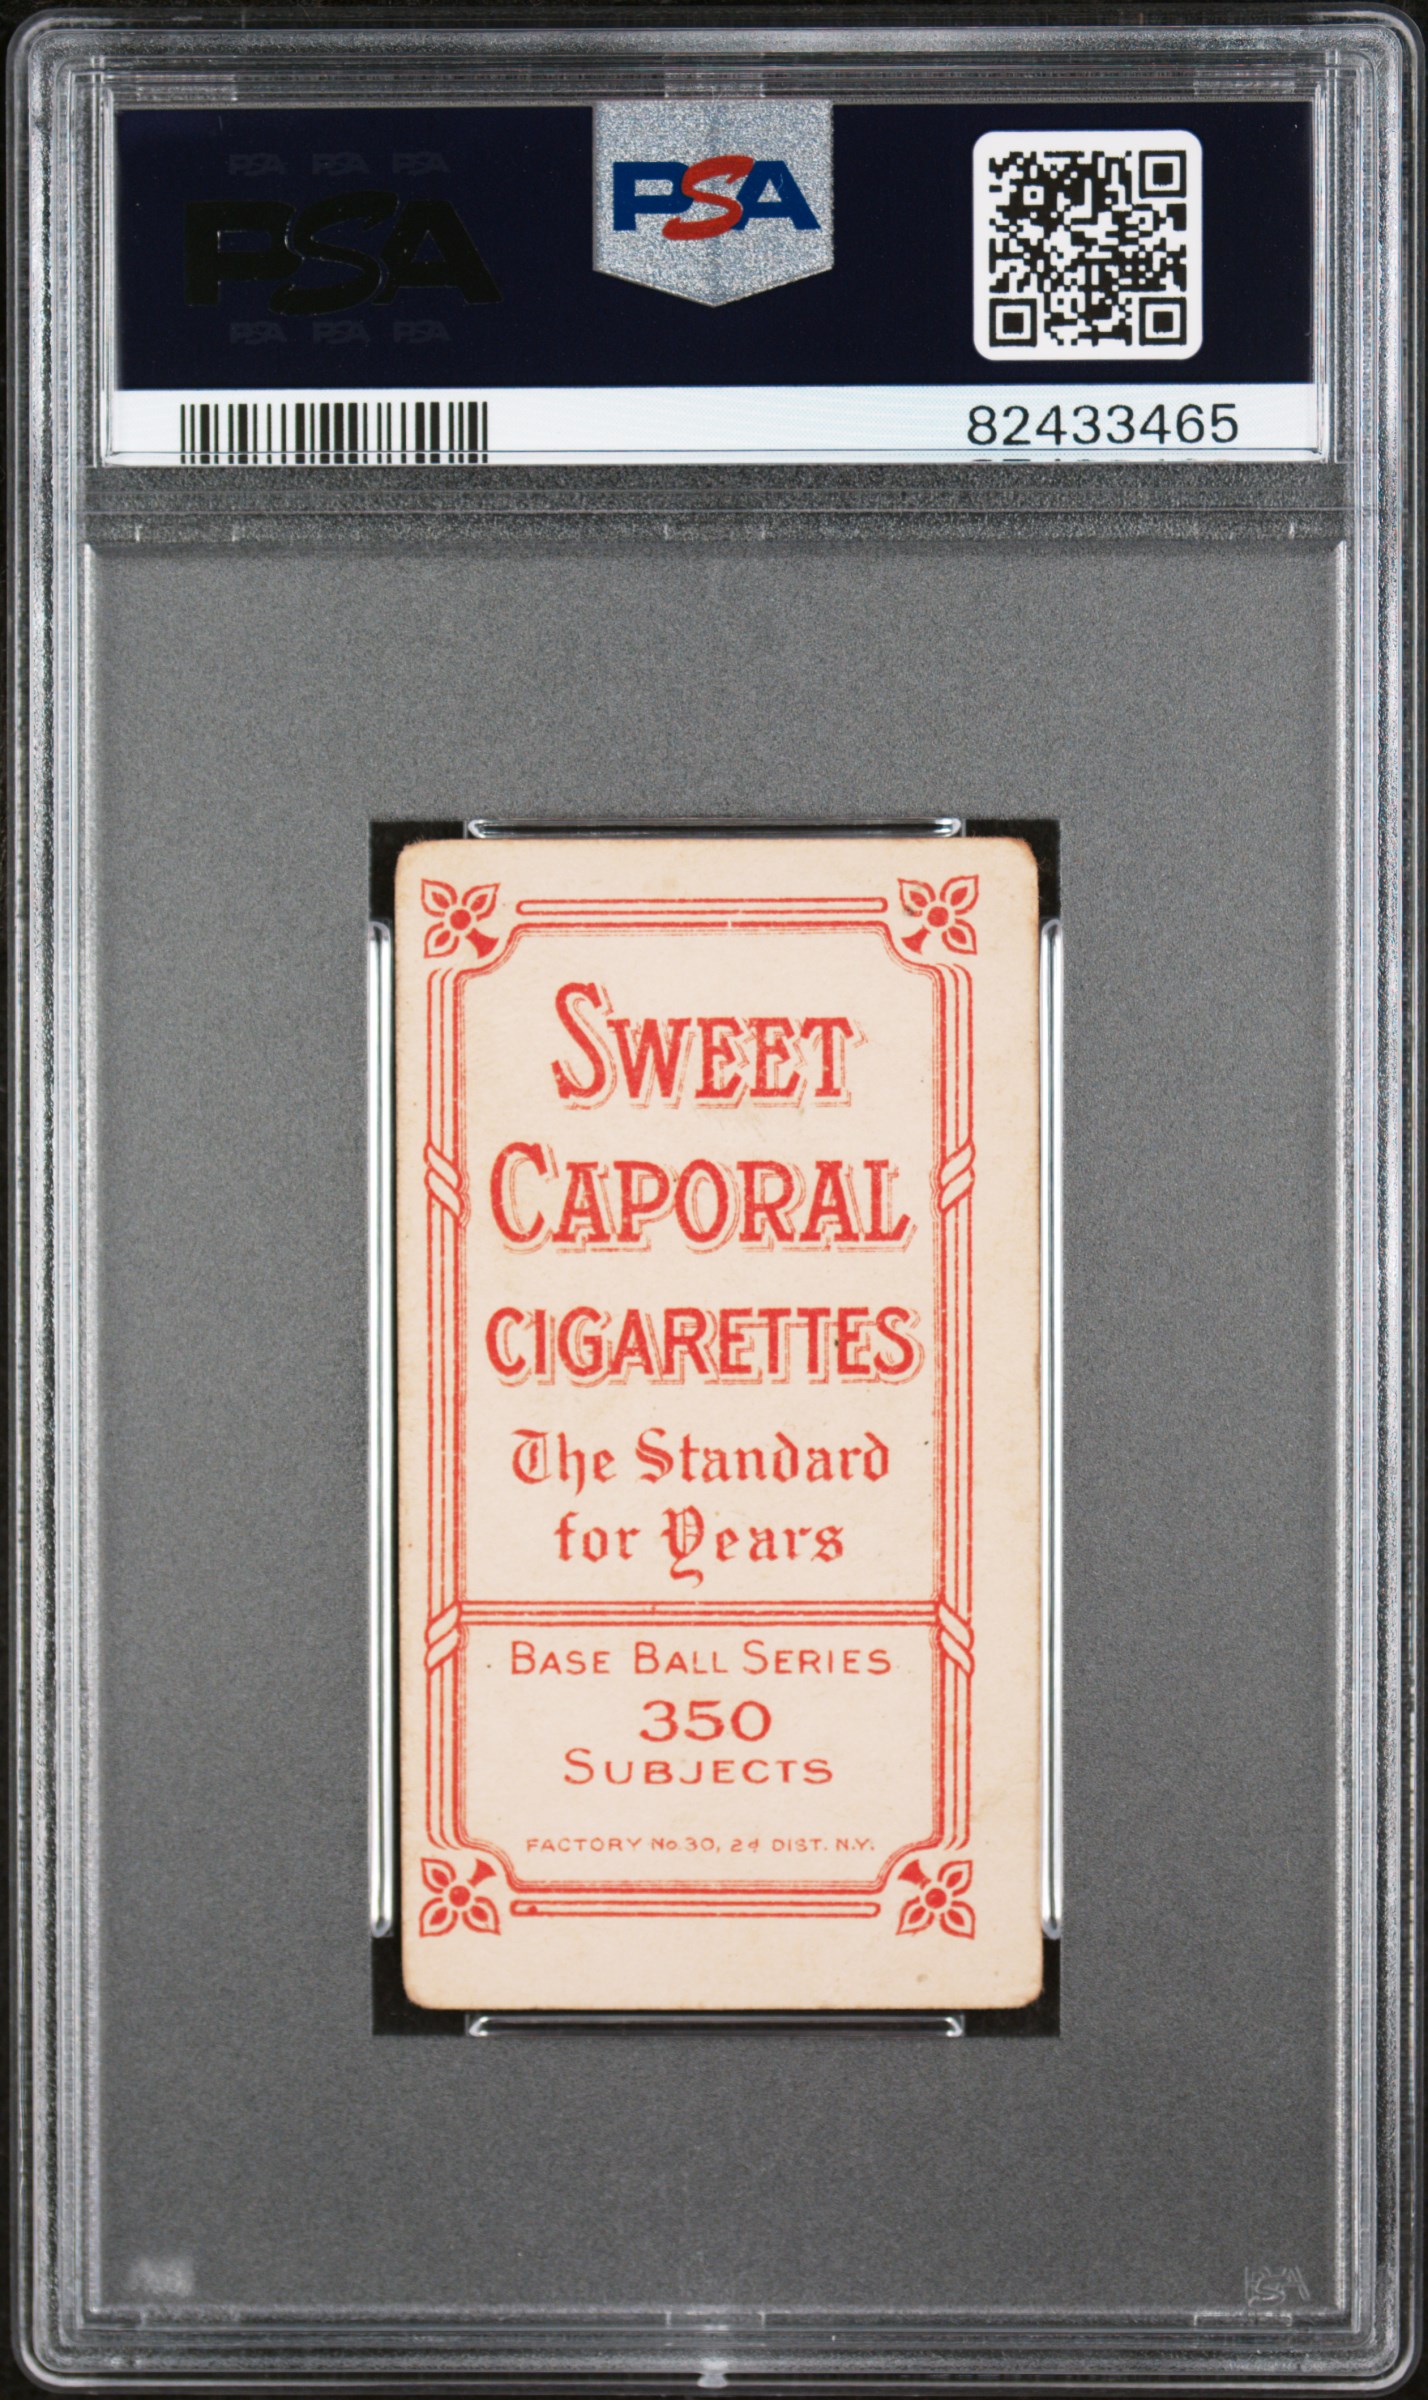 PSA PSA PSA
PSA
PSA PSA PSA
PSA
82433465
SWEET
CAPORAL
CIGARETTES
The Standard
for Years
BASE BALL SERIES
350
SUBJECTS
FACTORY No. 30, 2d DIST. N.Y.
PSA